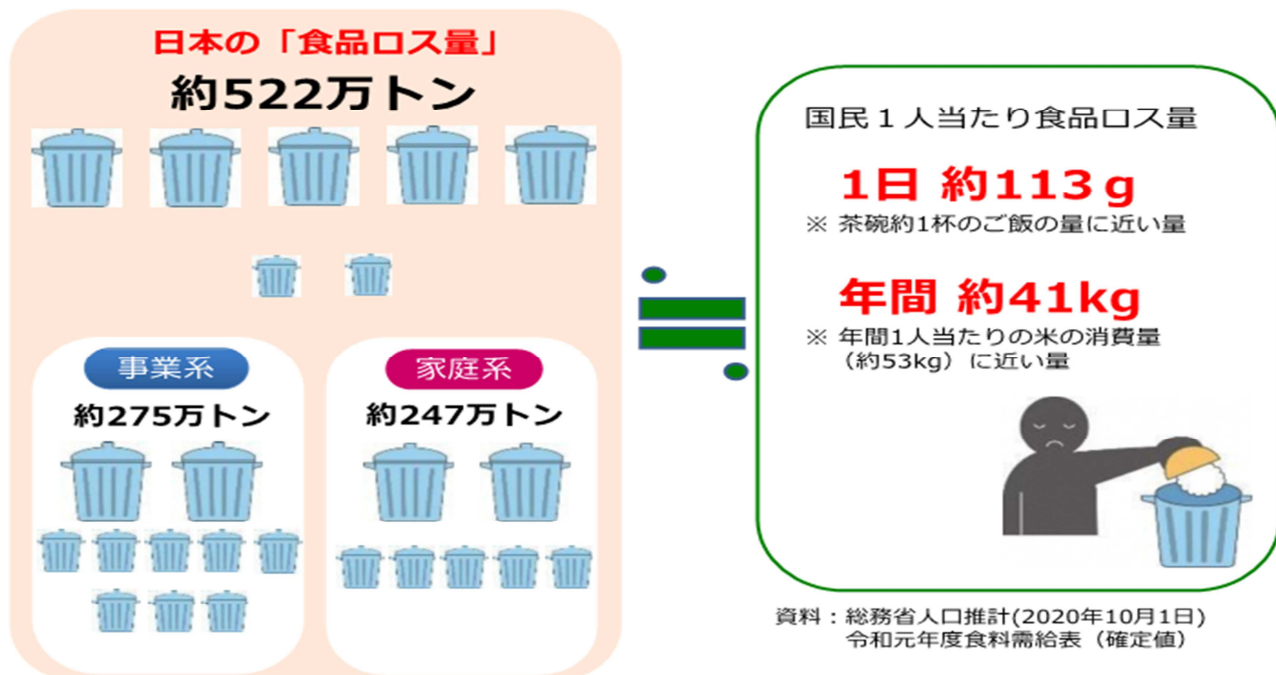 日本の「食品ロス量」
約522万トン
事業系
約275万トン
家庭系
約247万トン
国民１人当たり食品ロス量
1日 約113ｇ
※ 茶碗約1杯のご飯の量に近い量
年間 約41kg
※ 年間1人当たりの米の消費量
（約53kg）に近い量
資料：総務省人口推計(2020年10月1日)
令和元年度食料需給表（確定値）